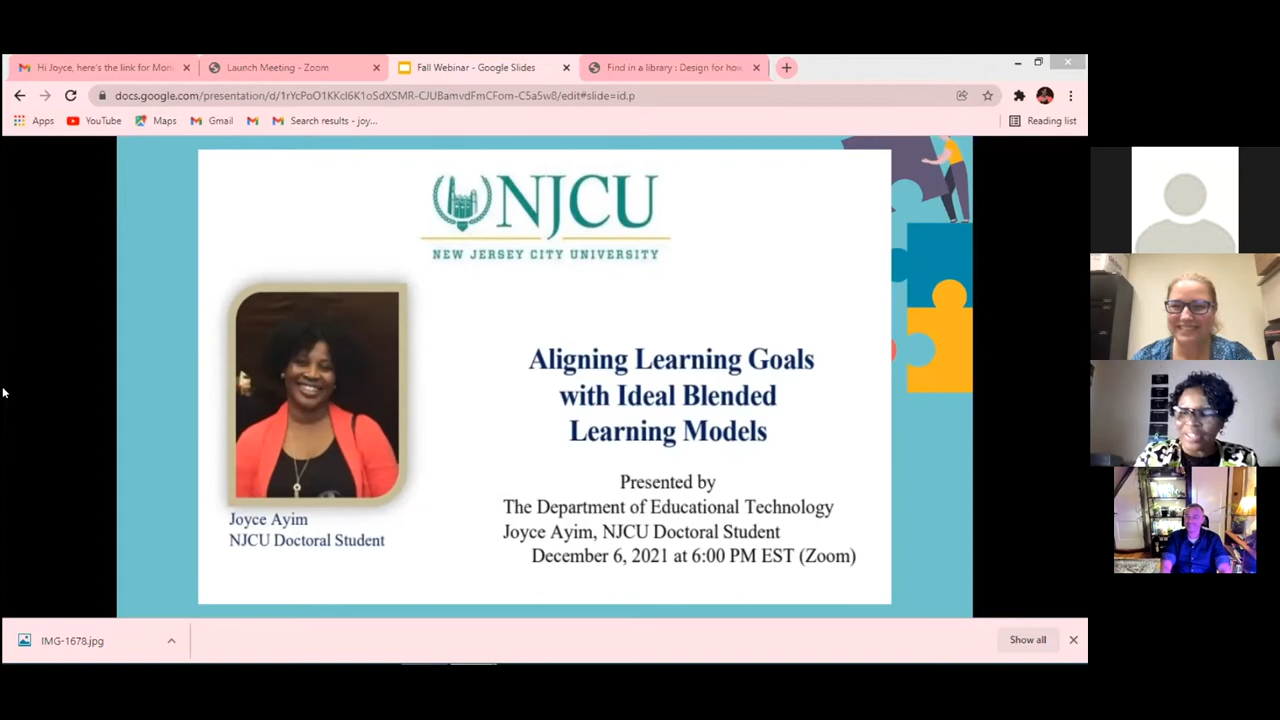 Hi Joyce, here's the link for Mon
Launch Meeting - Zoom
Fall Webinar - Google Slides
Find in a library : Design for how
docs.google.com/presentation/d/1rYcPoO1KKcl6K1oSdXSMR-CJUBamvdFmCFom-C5a5w8/edit#slide=id.p
Apps
YouTube
Maps
Gmail
Search results - joy...
Reading list
NJCU
NEW JERSEY CITY UNIVERSITY
Aligning Learning Goals
with Ideal Blended
Learning Models
Presented by
The Department of Educational Technology
Joyce Ayim, NJCU Doctoral Student
December 6, 2021 at 6:00 PM EST (Zoom)
Joyce Ayim
NJCU Doctoral Student
IMG-1678.jpg
Show all